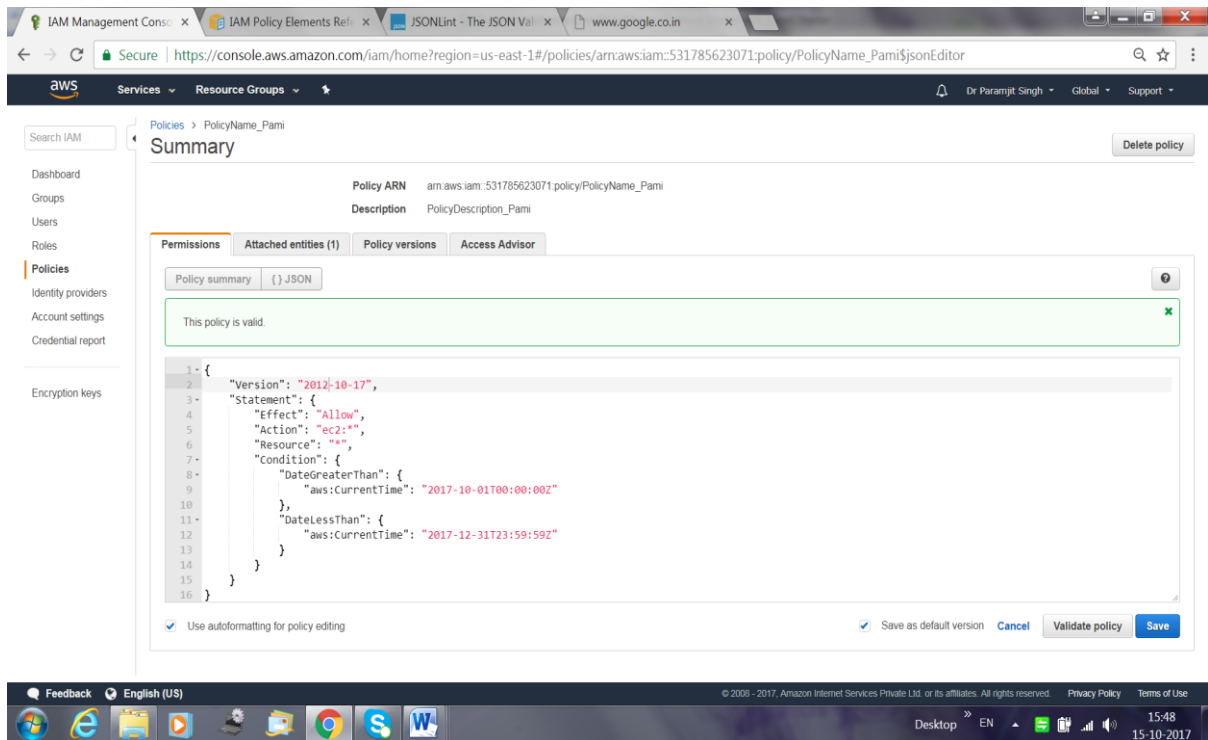 IAM Management Conso
IAM Policy Elements Refe
JSONLint - The JSON Vali
www.google.co.in
Secure | https://console.aws.amazon.com/iam/home?region=us-east-1#/policies/arn:aws:iam::531785623071:policy/PolicyName_Pami$jsonEditor
aws Services Resource Groups Dr Paramjit Singh Global Support
Search IAM
Dashboard
Groups
Users
Roles
Policies
Identity providers
Account settings
Credential report
Encryption keys
Policies > PolicyName_Pami
Summary
Delete policy
Policy ARN arn:aws:iam::531785623071:policy/PolicyName_Pami
Description PolicyDescription_Pami
Permissions Attached entities (1) Policy versions Access Advisor
Policy summary { } JSON
This policy is valid.
1 {
2 "Version": "2012-10-17",
3 "Statement": {
4 "Effect": "Allow",
5 "Action": "ec2:*",
6 "Resource": "*",
7 "Condition": {
8 "DateGreaterThan": {
9 "aws:CurrentTime": "2017-10-01T00:00:00Z"
10 },
11 "DateLessThan": {
12 "aws:CurrentTime": "2017-12-31T23:59:59Z"
13 }
14 }
15 }
16 }
Use autoformatting for policy editing
Save as default version Cancel Validate policy Save
Feedback English (US) © 2008 - 2017, Amazon Internet Services Private Ltd. or its affiliates. All rights reserved. Privacy Policy Terms of Use
Desktop » EN 15:48
15-10-2017